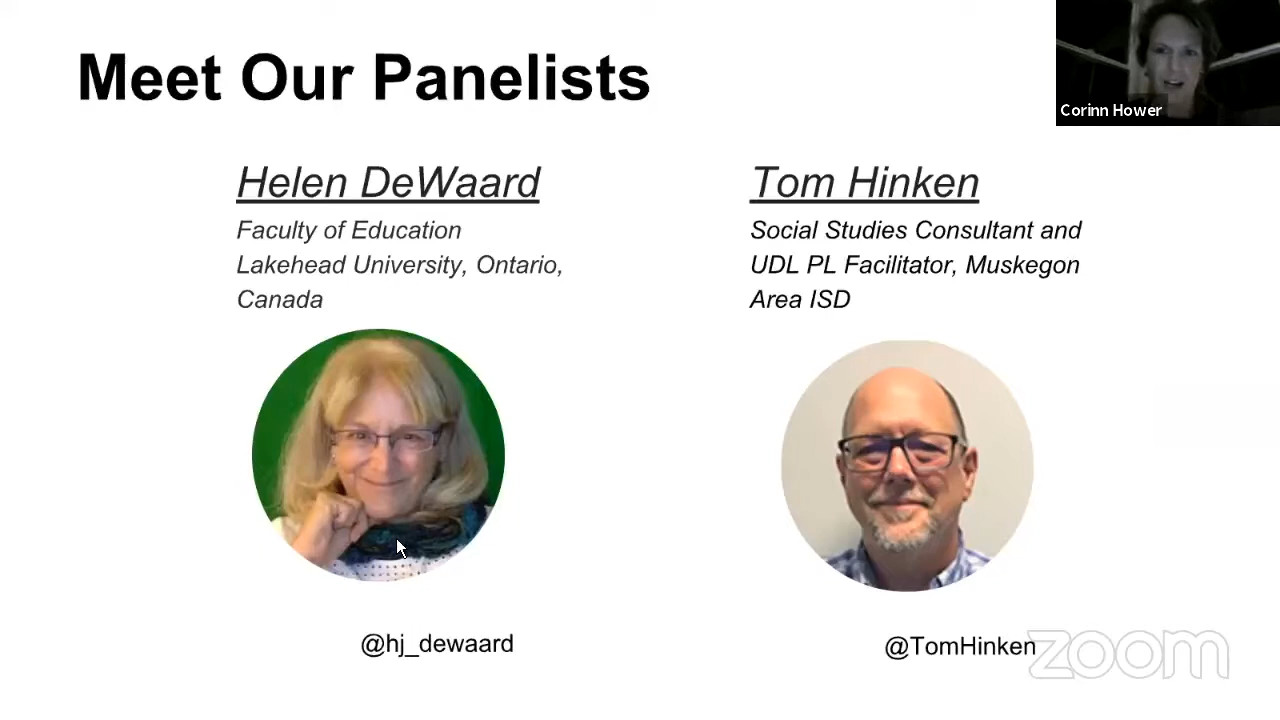 Meet Our Panelists
Corinn Hower
Helen DeWaard
Faculty of Education
Lakehead University, Ontario,
Canada
Tom Hinken
Social Studies Consultant and
UDL PL Facilitator, Muskegon
Area ISD
@hj_dewaard
@TomHinken
zoom